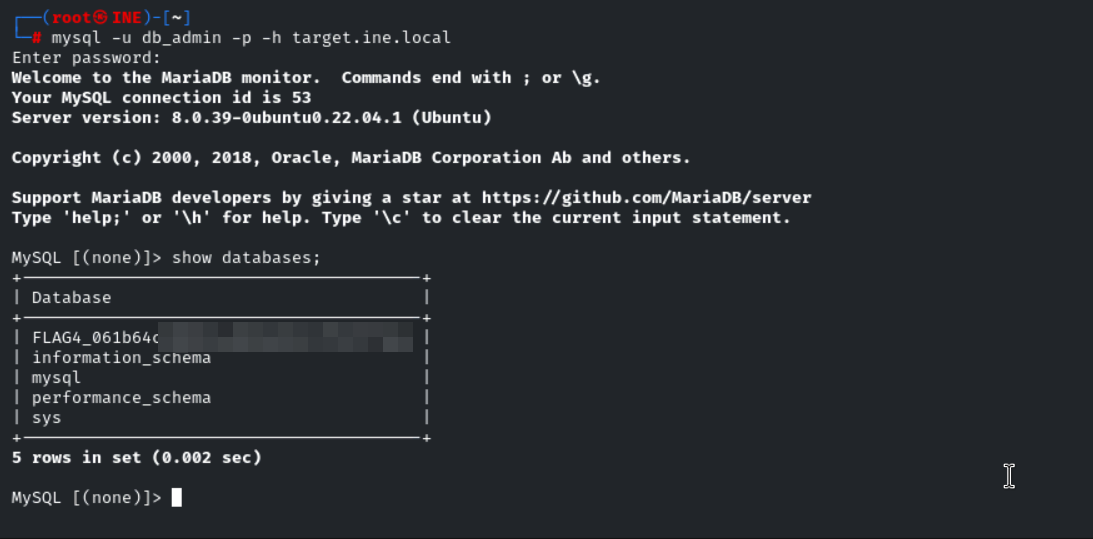 ┌──(root㉿INE)-[~]
└─# mysql -u db_admin -p -h target.ine.local
Enter password:
Welcome to the MariaDB monitor.  Commands end with ; or \g.
Your MySQL connection id is 53
Server version: 8.0.39-0ubuntu0.22.04.1 (Ubuntu)
Copyright (c) 2000, 2018, Oracle, MariaDB Corporation Ab and others.
Support MariaDB developers by giving a star at https://github.com/MariaDB/server
Type 'help;' or '\h' for help. Type '\c' to clear the current input statement.
MySQL [(none)]> show databases;
| Database |
| FLAG4_061b64 |
| information_schema |
| mysql |
| performance_schema |
| sys |
5 rows in set (0.002 sec)
MySQL [(none)]>